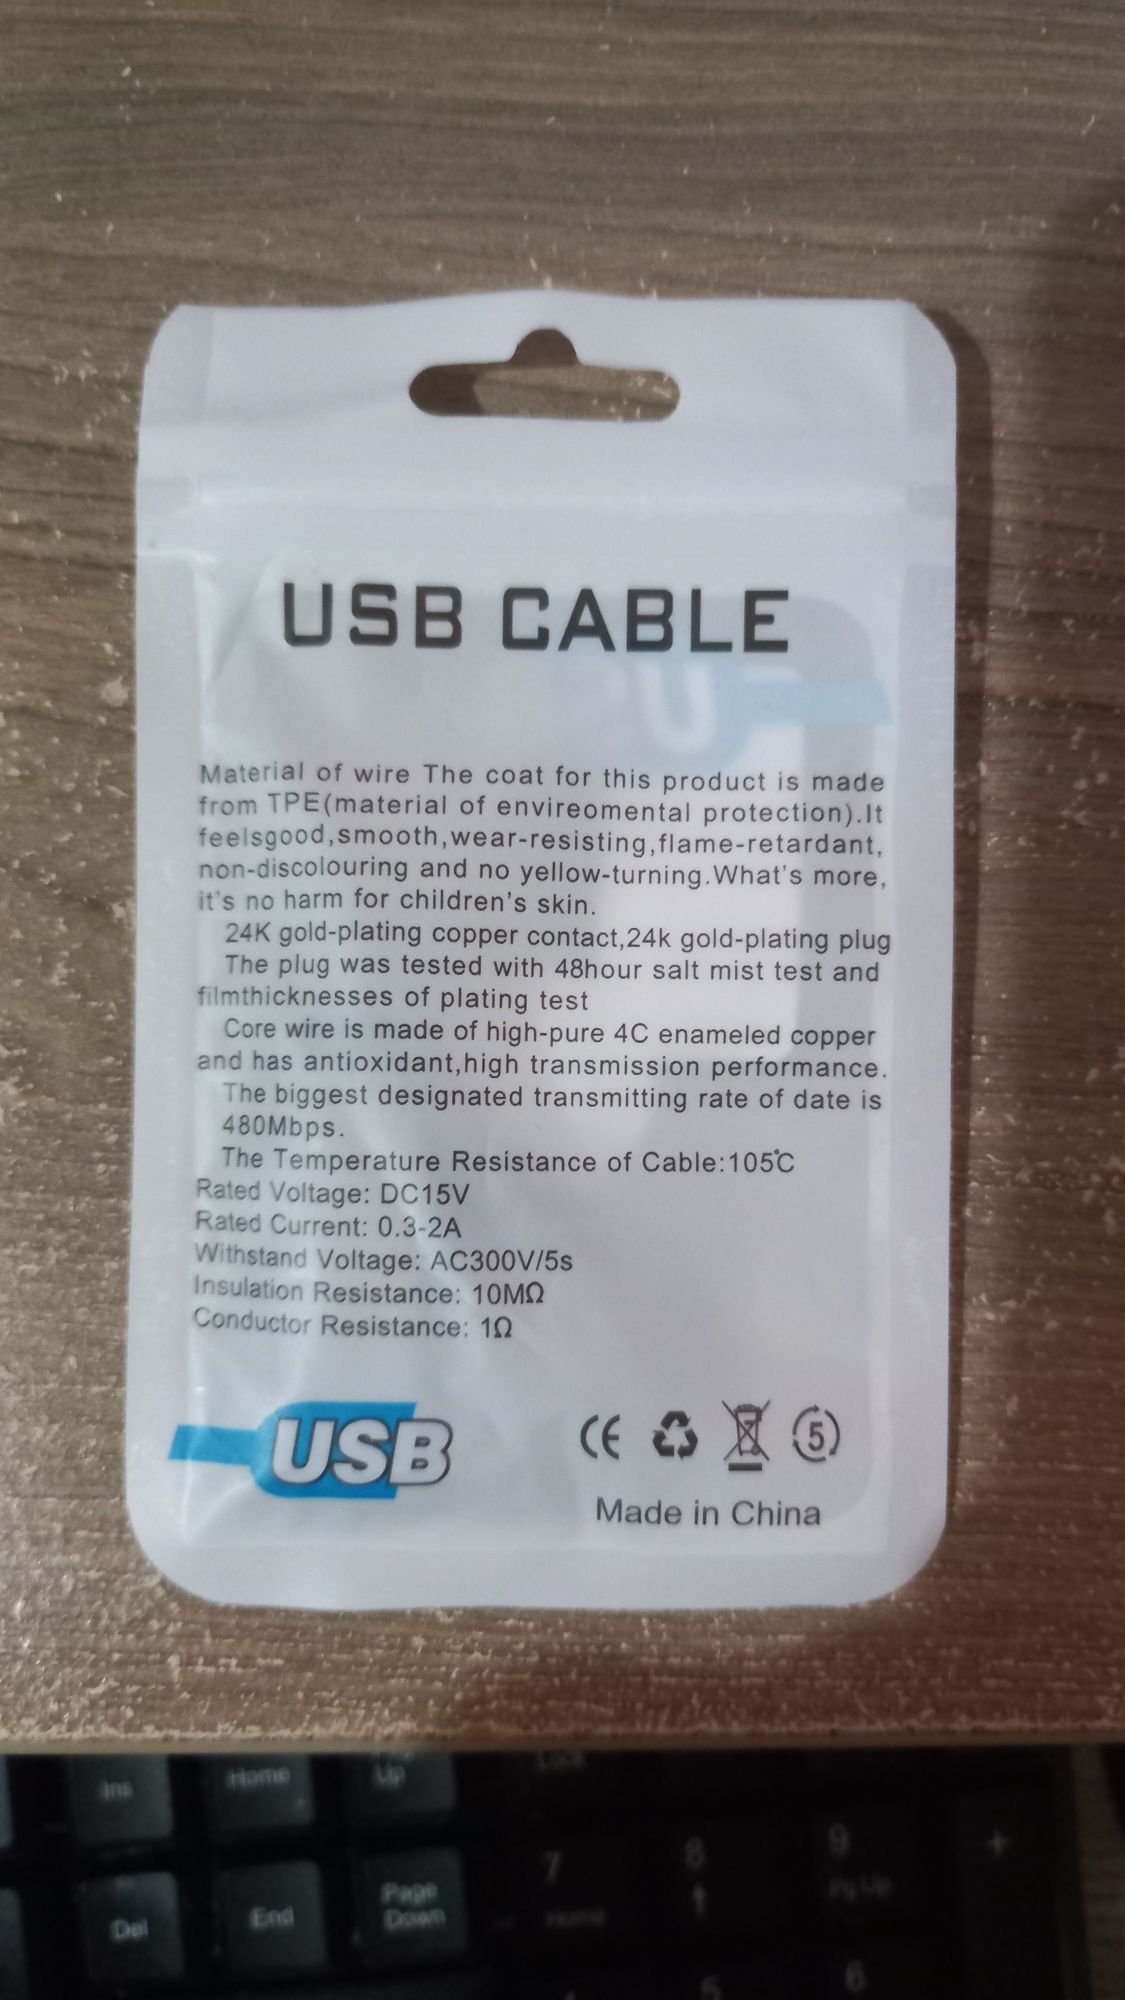 USB CABLE
Material of wire The coat for this product is made
from TPE(material of envireomental protection).It
feelsgood,smooth,wear-resisting,flame-retardant,
non-discolouring and no yellow-turning.What's more,
it's no harm for children's skin.
24K gold-plating copper contact,24k gold-plating plug
The plug was tested with 48hour salt mist test and
filmthicknesses of plating test
Core wire is made of high-pure 4C enameled copper
and has antioxidant,high transmission performance.
The biggest designated transmitting rate of date is
480Mbps.
The Temperature Resistance of Cable:105℃
Rated Voltage: DC15V
Rated Current: 0.3-2A
Withstand Voltage: AC300V/5s
Insulation Resistance: 10MΩ
Conductor Resistance: 1Ω
USB
CE 5
Made in China
Ins Home Up Lock
7 8 9 +
Home ↑ Pg Up
Del End Page Down
5 6